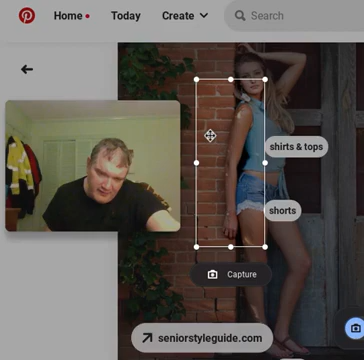 Home
Today
Create
Search
shirts & tops
shorts
Capture
seniorstyleguide.com